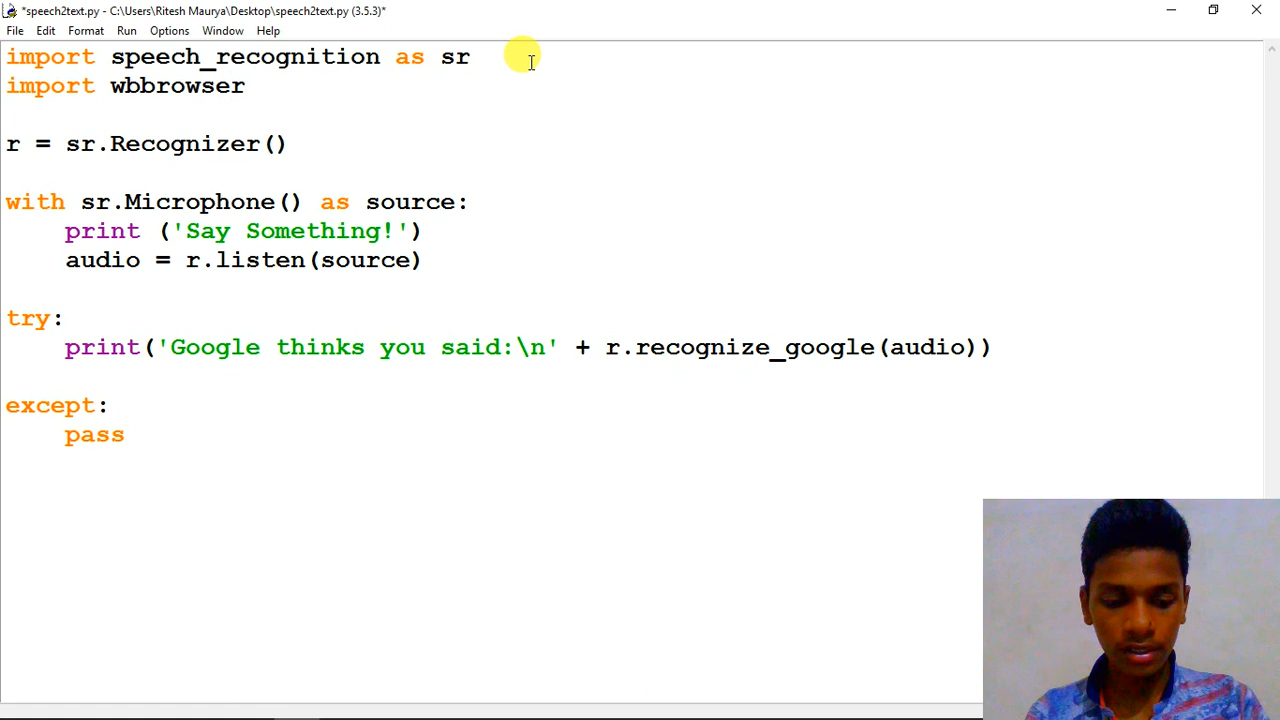 *speech2text.py - C:\Users\Ritesh Maurya\Desktop\speech2text.py (3.5.3)*
File Edit Format Run Options Window Help
import speech_recognition as sr
import wbbrowser
r = sr.Recognizer()
with sr.Microphone() as source:
    print ('Say Something!')
    audio = r.listen(source)
try:
    print('Google thinks you said:\n' + r.recognize_google(audio))
except:
    pass